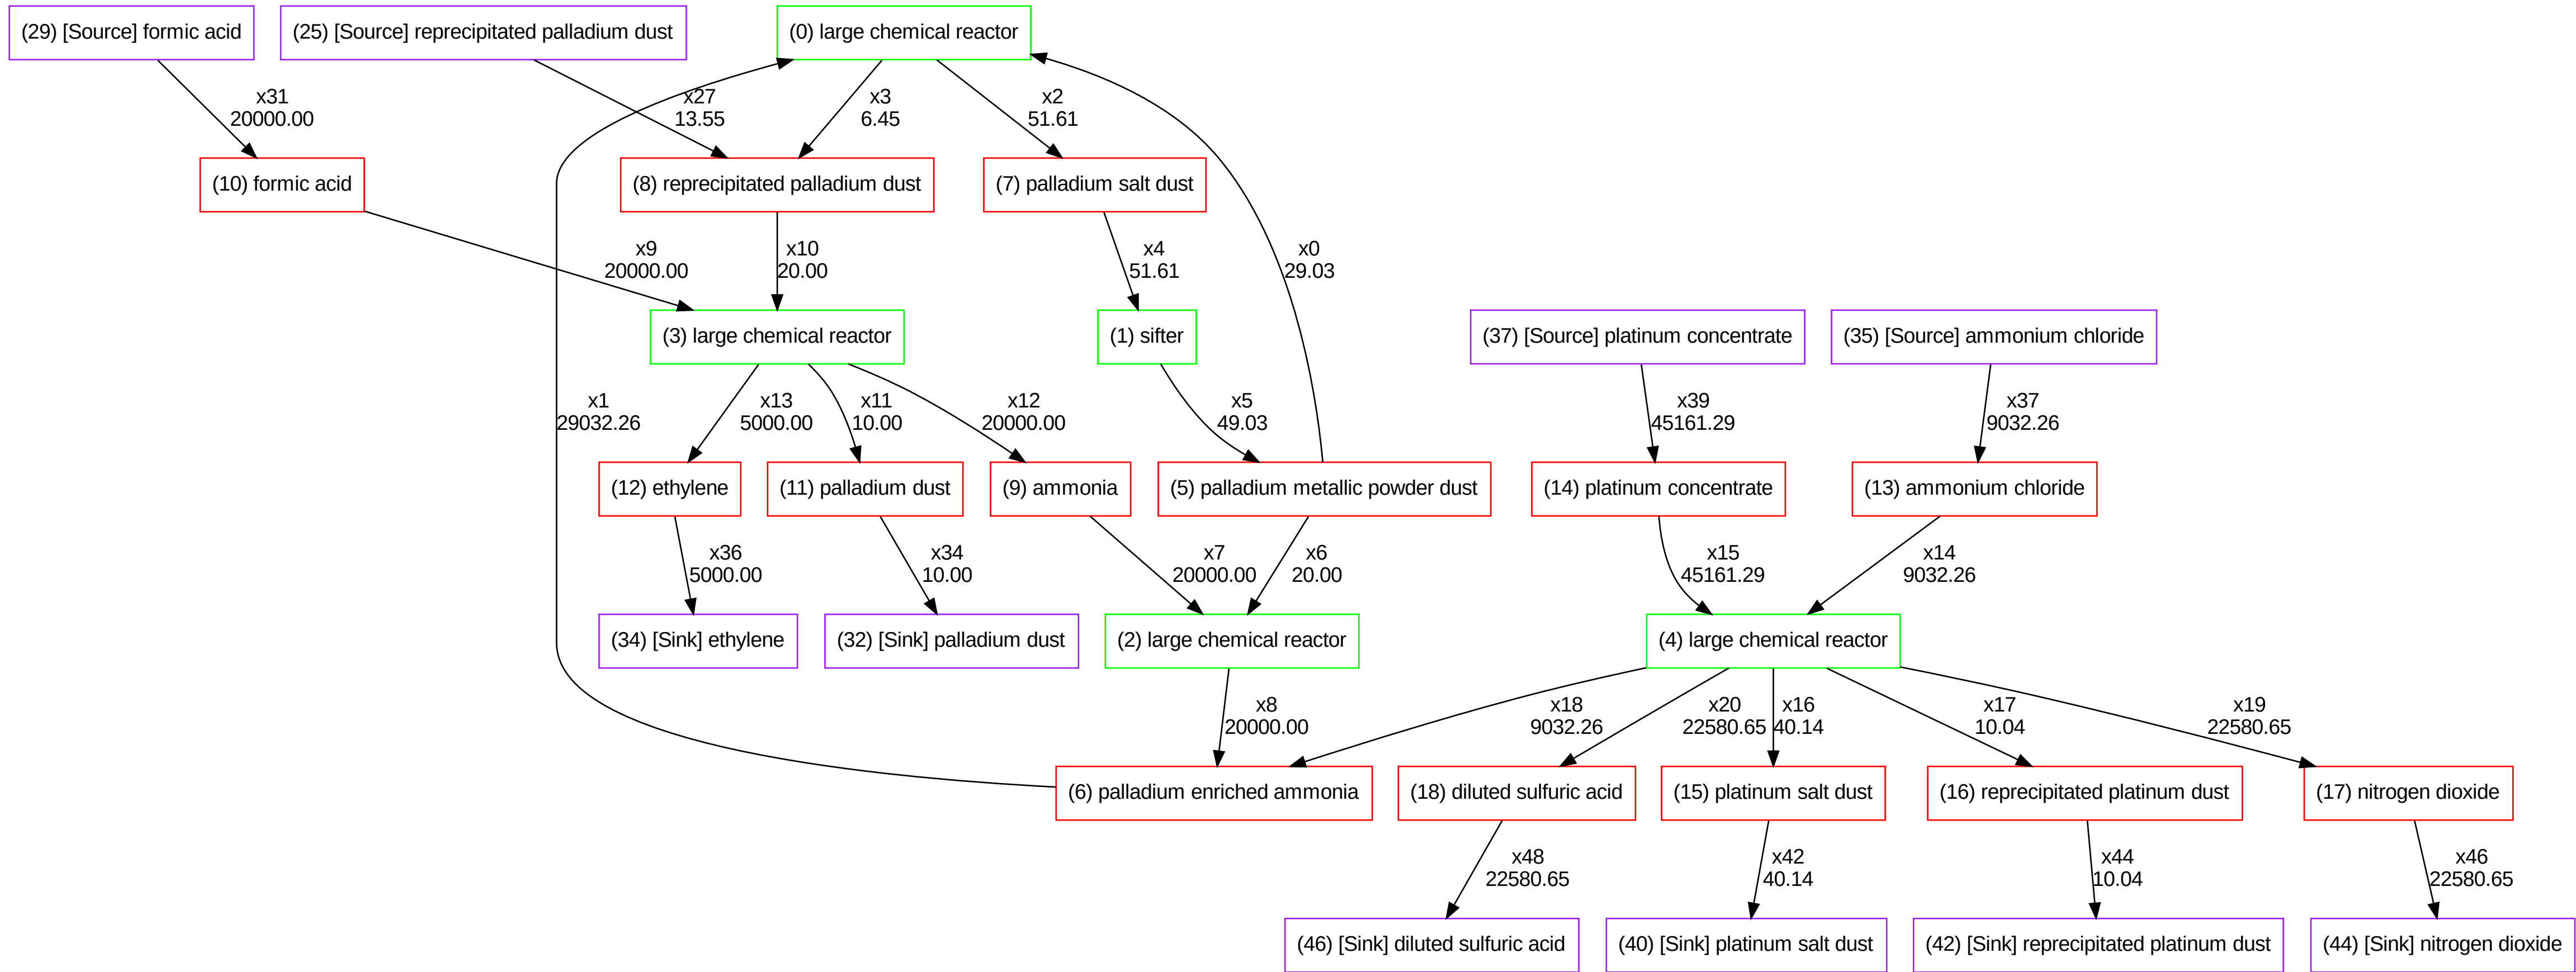 (29) [Source] formic acid
(25) [Source] reprecipitated palladium dust
(0) large chemical reactor
x31
20000.00
x27
13.55
x3
6.45
x2
51.61
(10) formic acid
(8) reprecipitated palladium dust
(7) palladium salt dust
x9
20000.00
x10
20.00
x4
51.61
x0
29.03
(3) large chemical reactor
(1) sifter
(37) [Source] platinum concentrate
(35) [Source] ammonium chloride
x1
29032.26
x13
5000.00
x11
10.00
x12
20000.00
x5
49.03
x39
45161.29
x37
9032.26
(12) ethylene
(11) palladium dust
(9) ammonia
(5) palladium metallic powder dust
(14) platinum concentrate
(13) ammonium chloride
x36
5000.00
x34
10.00
x7
20000.00
x6
20.00
x15
45161.29
x14
9032.26
(34) [Sink] ethylene
(32) [Sink] palladium dust
(2) large chemical reactor
(4) large chemical reactor
x8
20000.00
x18
9032.26
x20
22580.65
x16
40.14
x17
10.04
x19
22580.65
(6) palladium enriched ammonia
(18) diluted sulfuric acid
(15) platinum salt dust
(16) reprecipitated platinum dust
(17) nitrogen dioxide
x48
22580.65
x42
40.14
x44
10.04
x46
22580.65
(46) [Sink] diluted sulfuric acid
(40) [Sink] platinum salt dust
(42) [Sink] reprecipitated platinum dust
(44) [Sink] nitrogen dioxide